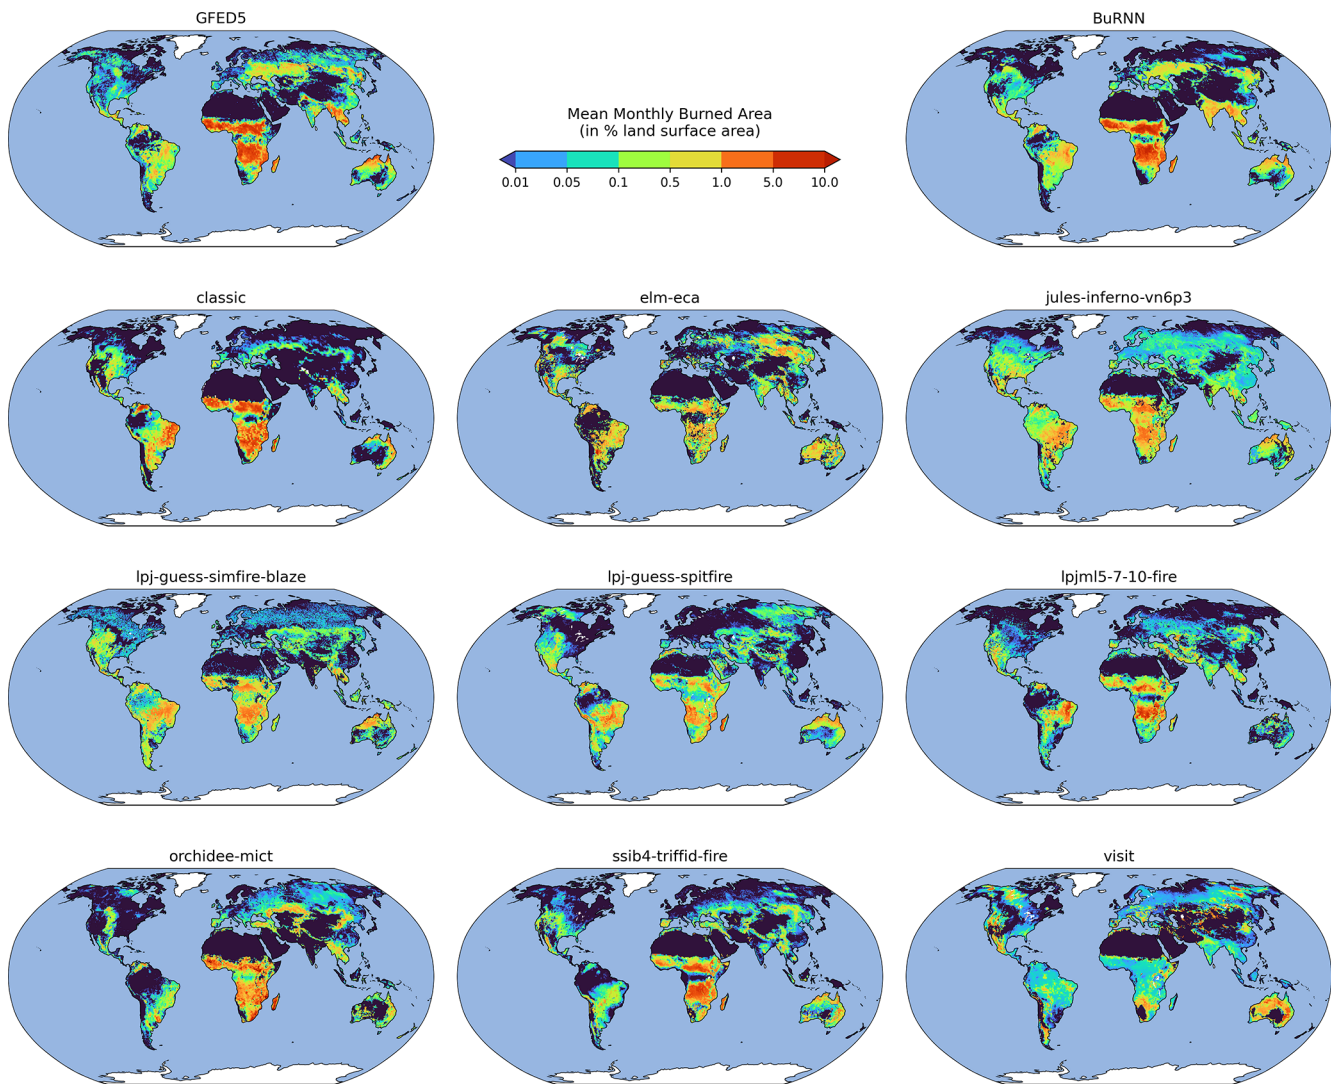 GFED5
BuRNN
Mean Monthly Burned Area
(in % land surface area)
0.01 0.05 0.1 0.5 1.0 5.0 10.0
classic
elm-eca
jules-inferno-vn6p3
lpj-guess-simfire-blaze
lpj-guess-spitfire
lpjml5-7-10-fire
orchidee-mict
ssib4-triffid-fire
visit